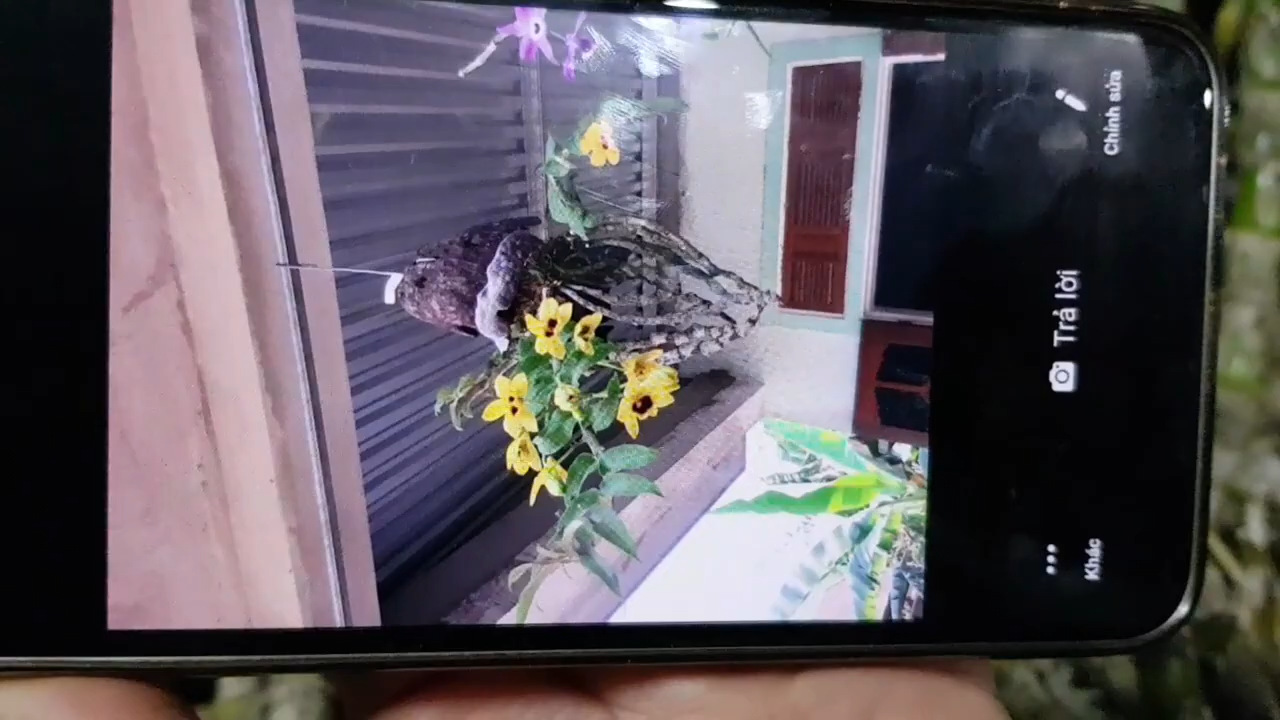 Chỉnh sửa
Trả lời
Khác